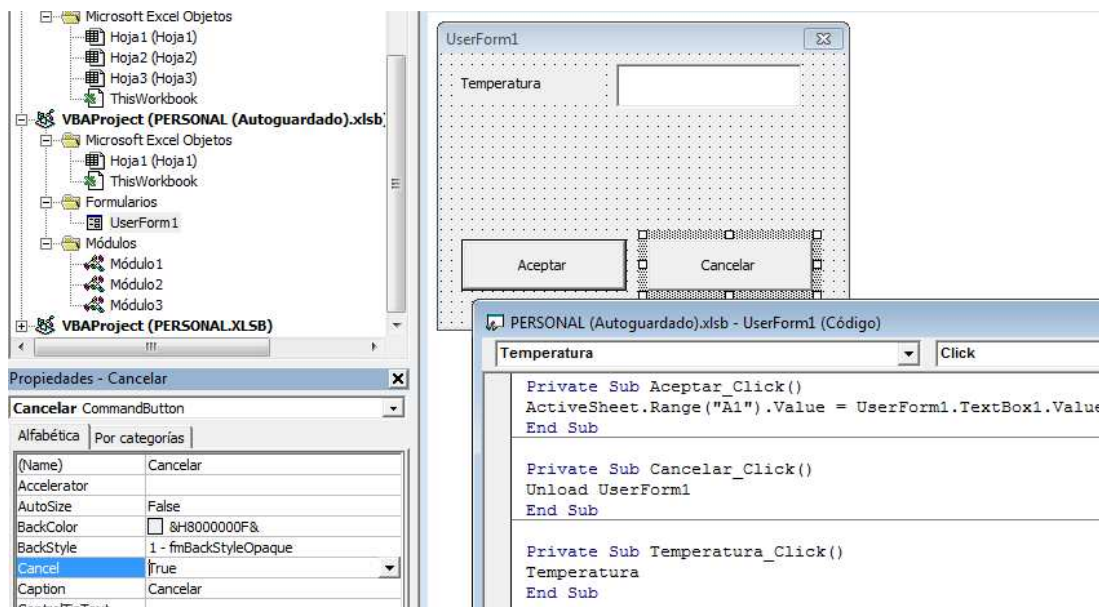 Microsoft Excel Objetos
Hoja1 (Hoja1)
Hoja2 (Hoja2)
Hoja3 (Hoja3)
ThisWorkbook
VBAProject (PERSONAL (Autoguardado).xlsb)
Microsoft Excel Objetos
Hoja1 (Hoja1)
ThisWorkbook
Formularios
UserForm1
Módulos
Módulo1
Módulo2
Módulo3
VBAProject (PERSONAL.XLSB)
Propiedades - Cancelar
Cancelar CommandButton
Alfabética Por categorías
(Name) Cancelar
Accelerator
AutoSize False
BackColor &H8000000F&
BackStyle 1 - fmBackStyleOpaque
Cancel True
Caption Cancelar
UserForm1
Temperatura
Aceptar Cancelar
PERSONAL (Autoguardado).xlsb - UserForm1 (Código)
Temperatura Click
Private Sub Aceptar_Click()
ActiveSheet.Range("A1").Value = UserForm1.TextBox1.Value
End Sub
Private Sub Cancelar_Click()
Unload UserForm1
End Sub
Private Sub Temperatura_Click()
Temperatura
End Sub